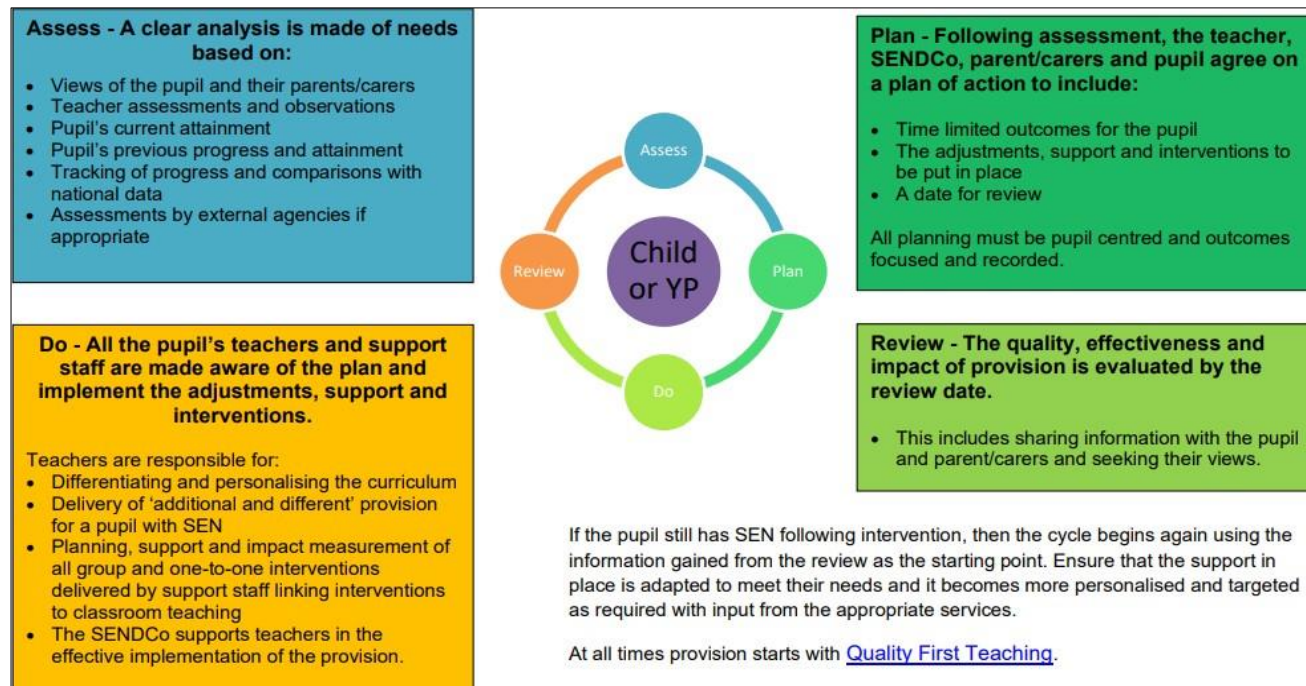 Assess - A clear analysis is made of needs
based on:
• Views of the pupil and their parents/carers
• Teacher assessments and observations
• Pupil's current attainment
• Pupil's previous progress and attainment
• Tracking of progress and comparisons with
national data
• Assessments by external agencies if
appropriate
Assess
Review
Child
or YP
Plan
Do
Plan - Following assessment, the teacher,
SENDCo, parent/carers and pupil agree on
a plan of action to include:
• Time limited outcomes for the pupil
• The adjustments, support and interventions to
be put in place
• A date for review
All planning must be pupil centred and outcomes
focused and recorded.
Do - All the pupil's teachers and support
staff are made aware of the plan and
implement the adjustments, support and
interventions.
Teachers are responsible for:
• Differentiating and personalising the curriculum
• Delivery of 'additional and different' provision
for a pupil with SEN
• Planning, support and impact measurement of
all group and one-to-one interventions
delivered by support staff linking interventions
to classroom teaching
• The SENDCo supports teachers in the
effective implementation of the provision.
Review - The quality, effectiveness and
impact of provision is evaluated by the
review date.
• This includes sharing information with the pupil
and parent/carers and seeking their views.
If the pupil still has SEN following intervention, then the cycle begins again using the
information gained from the review as the starting point. Ensure that the support in
place is adapted to meet their needs and it becomes more personalised and targeted
as required with input from the appropriate services.
At all times provision starts with Quality First Teaching.